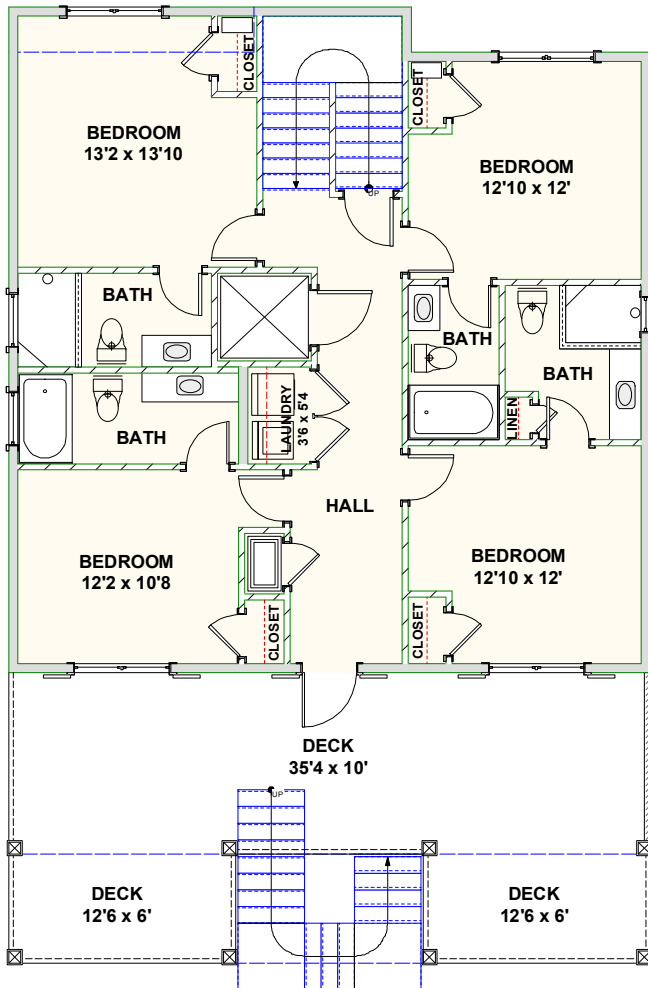 CLOSET
BEDROOM
13'2 x 13'10
CLOSET
BEDROOM
12'10 x 12'
UP
BATH
BATH
BATH
LAUNDRY
3'6 x 5'4
LINEN
BATH
HALL
BEDROOM
12'2 x 10'8
BEDROOM
12'10 x 12'
CLOSET
CLOSET
DECK
35'4 x 10'
UP
DECK
12'6 x 6'
DECK
12'6 x 6'